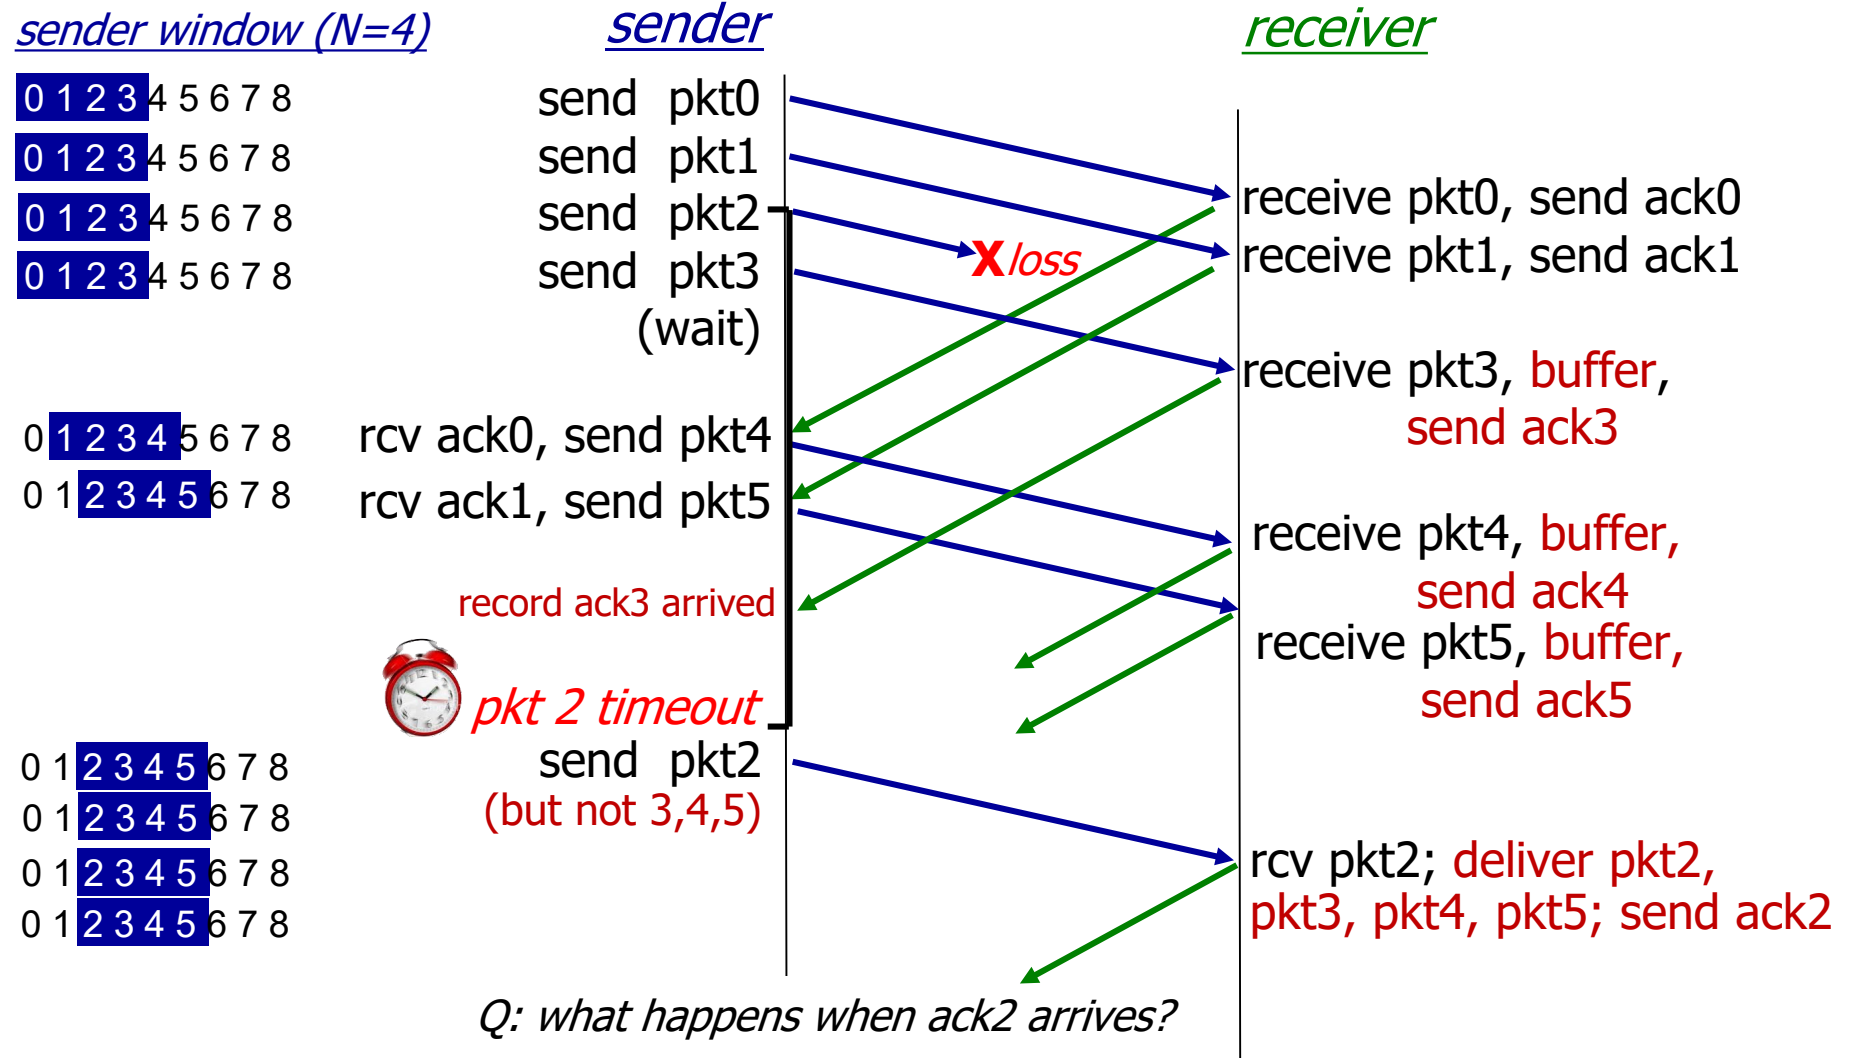 sender window (N=4)
sender
receiver
0 1 2 3 4 5 6 7 8
send pkt0
0 1 2 3 4 5 6 7 8
send pkt1
0 1 2 3 4 5 6 7 8
send pkt2
receive pkt0, send ack0
X loss
receive pkt1, send ack1
0 1 2 3 4 5 6 7 8
send pkt3
(wait)
receive pkt3, buffer,
send ack3
0 1 2 3 4 5 6 7 8
rcv ack0, send pkt4
0 1 2 3 4 5 6 7 8
rcv ack1, send pkt5
receive pkt4, buffer,
send ack4
record ack3 arrived
receive pkt5, buffer,
send ack5
pkt 2 timeout
0 1 2 3 4 5 6 7 8
send pkt2
0 1 2 3 4 5 6 7 8
(but not 3,4,5)
0 1 2 3 4 5 6 7 8
rcv pkt2; deliver pkt2,
0 1 2 3 4 5 6 7 8
pkt3, pkt4, pkt5; send ack2
Q: what happens when ack2 arrives?